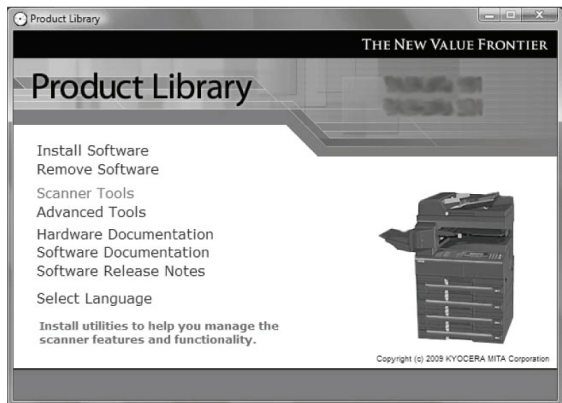 Product Library
THE NEW VALUE FRONTIER
Product Library
Install Software
Remove Software
Scanner Tools
Advanced Tools
Hardware Documentation
Software Documentation
Software Release Notes
Select Language
Install utilities to help you manage the
scanner features and functionality.
Copyright (c) 2009 KYOCERA MITA Corporation